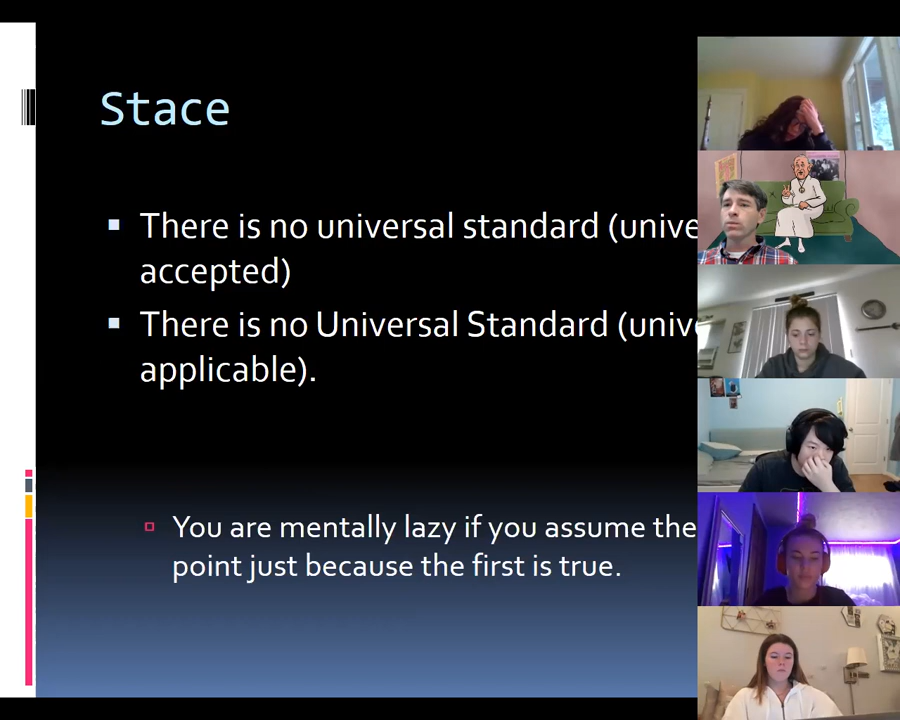 Stace
There is no universal standard (unive
accepted)
There is no Universal Standard (unive
applicable).
You are mentally lazy if you assume the
point just because the first is true.